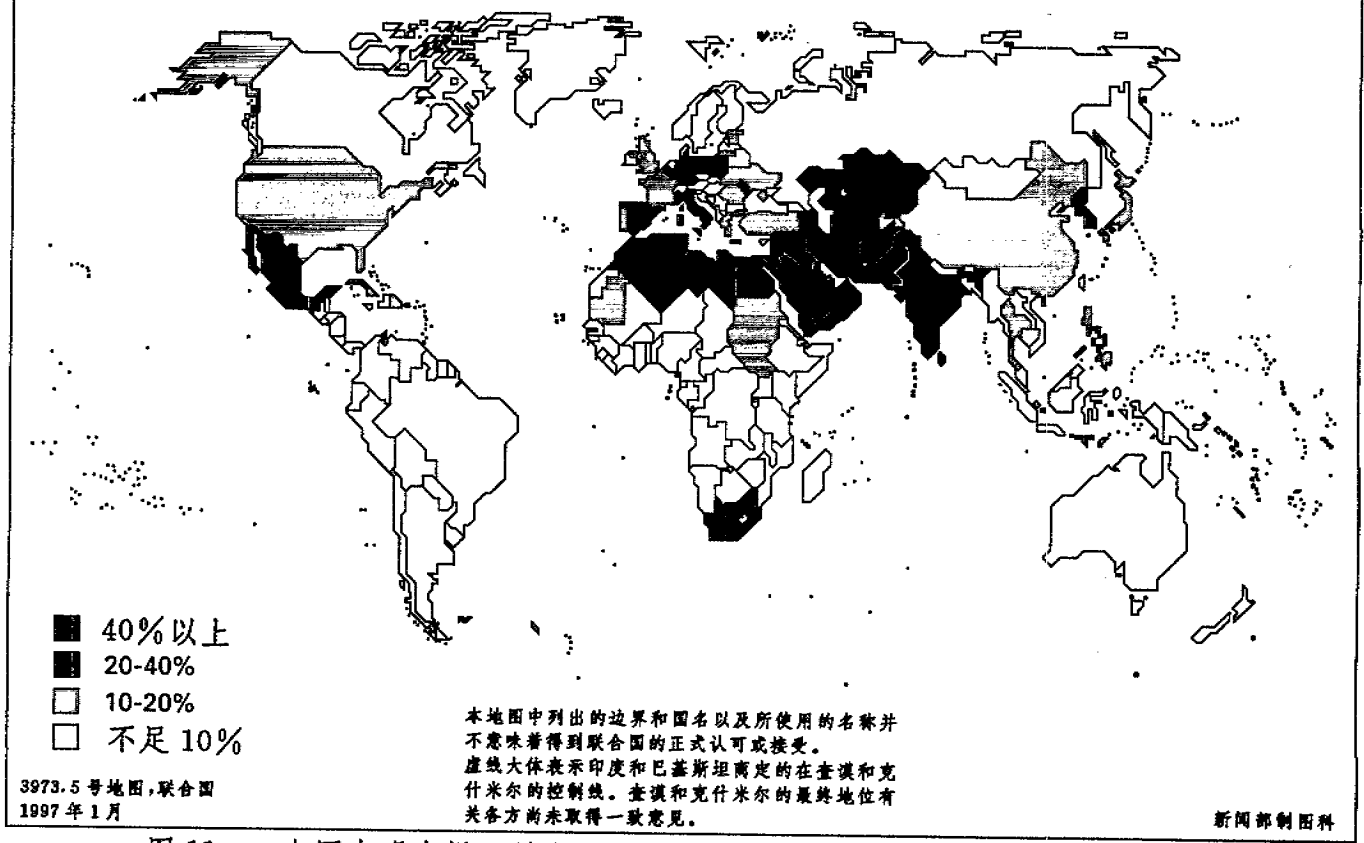 40%以上
20-40%
10-20%
不足 10%
本地图中列出的边界和国名以及所使用的名称并
不意味着得到联合国的正式认可或接受。
虚线大体表示印度和巴基斯坦商定的在查谟和克
什米尔的控制线。查谟和克什米尔的最终地位有
关各方尚未取得一致意见。
3973.5 号地图,联合国
1997 年 1 月
新闻部制图科